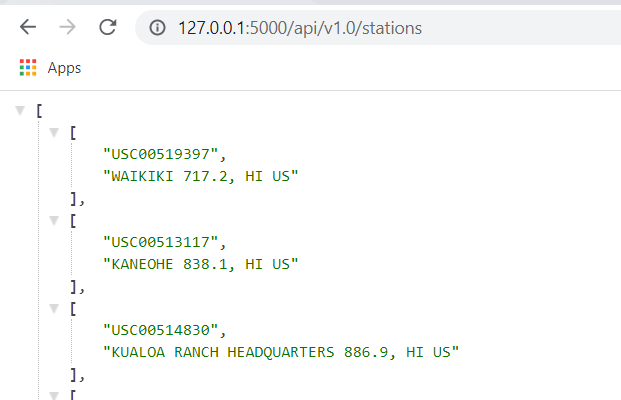 127.0.0.1:5000/api/v1.0/stations
Apps
[
[
"USC00519397",
"WAIKIKI 717.2, HI US"
],
[
"USC00513117",
"KANEOHE 838.1, HI US"
],
[
"USC00514830",
"KUALOA RANCH HEADQUARTERS 886.9, HI US"
],
[